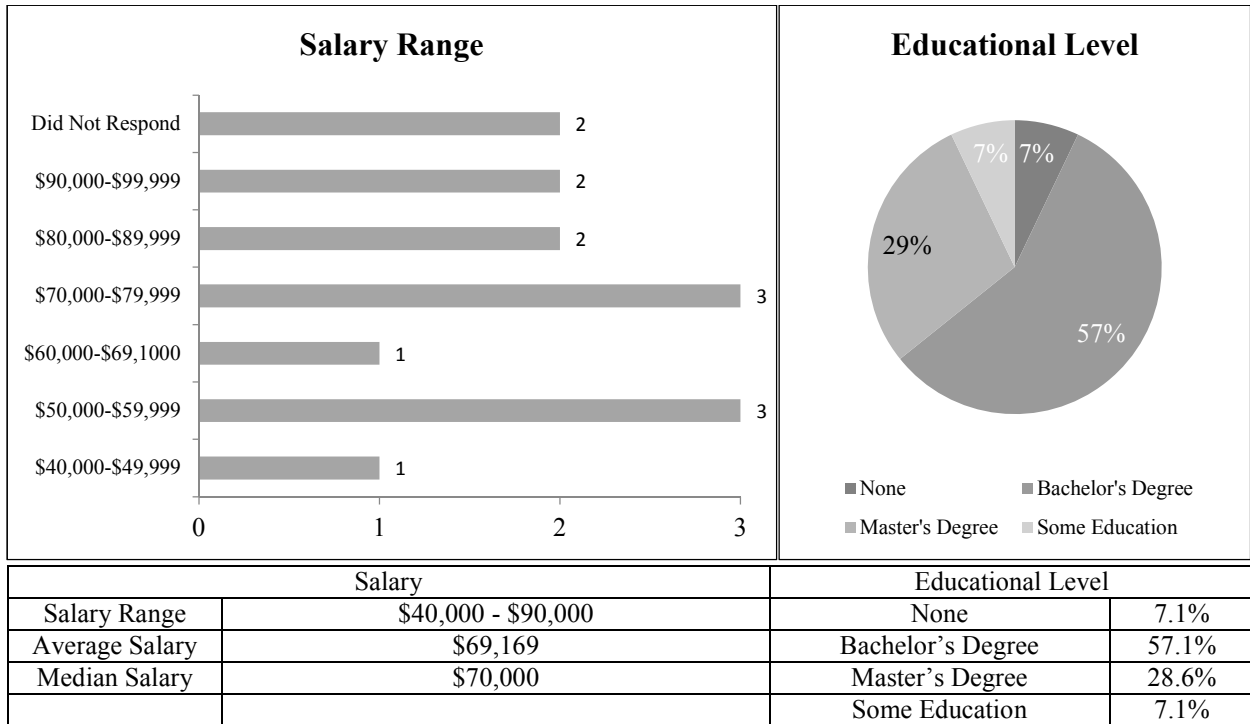 Salary Range
Did Not Respond 2
$90,000-$99,999 2
$80,000-$89,999 2
$70,000-$79,999 3
$60,000-$69,1000 1
$50,000-$59,999 3
$40,000-$49,999 1
0 1 2 3
Educational Level
7% 7%
29%
57%
None Bachelor's Degree
Master's Degree Some Education
Salary Educational Level
Salary Range $40,000 - $90,000 None 7.1%
Average Salary $69,169 Bachelor’s Degree 57.1%
Median Salary $70,000 Master’s Degree 28.6%
Some Education 7.1%